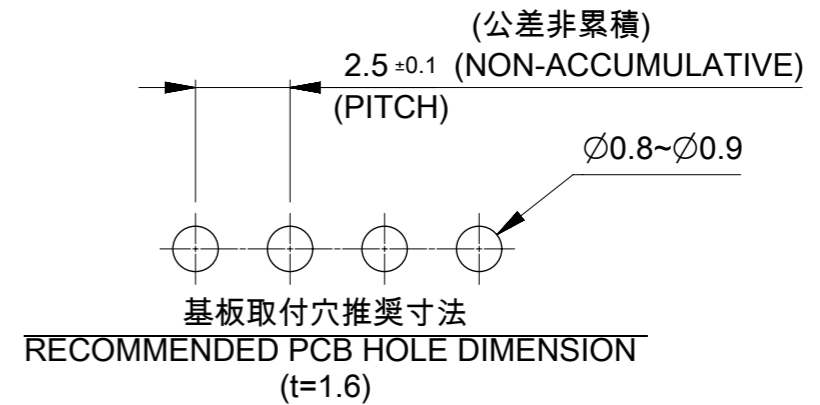 (公差非累積)
2.5 ±0.1 (NON-ACCUMULATIVE)
(PITCH)
∅0.8~∅0.9
基板取付穴推奨寸法
RECOMMENDED PCB HOLE DIMENSION
(t=1.6)